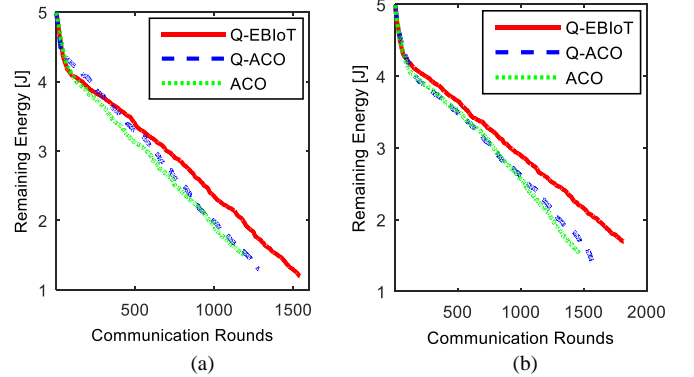 5
4
3
2
1
Remaining Energy [J]
500
1000
1500
Communication Rounds
Q-EBIoT
Q-ACO
ACO
(a)
5
4
3
2
1
Remaining Energy [J]
500
1000
1500
2000
Communication Rounds
Q-EBIoT
Q-ACO
ACO
(b)